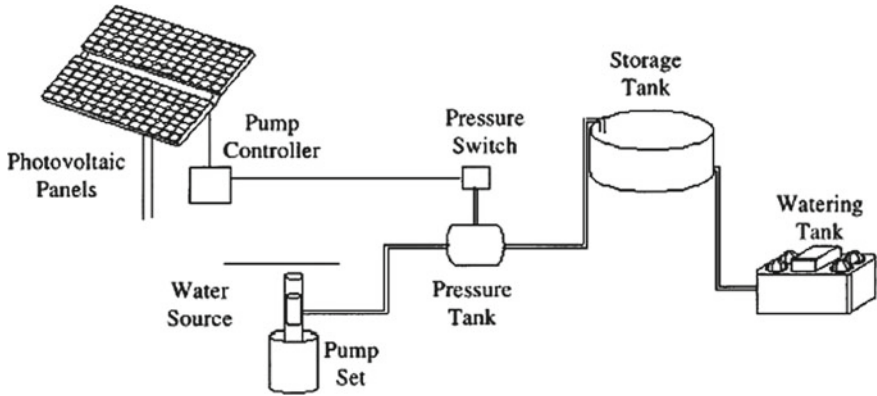 Storage
Tank
Pump
Controller
Pressure
Switch
Photovoltaic
Panels
Watering
Tank
Water
Source
Pressure
Tank
Pump
Set